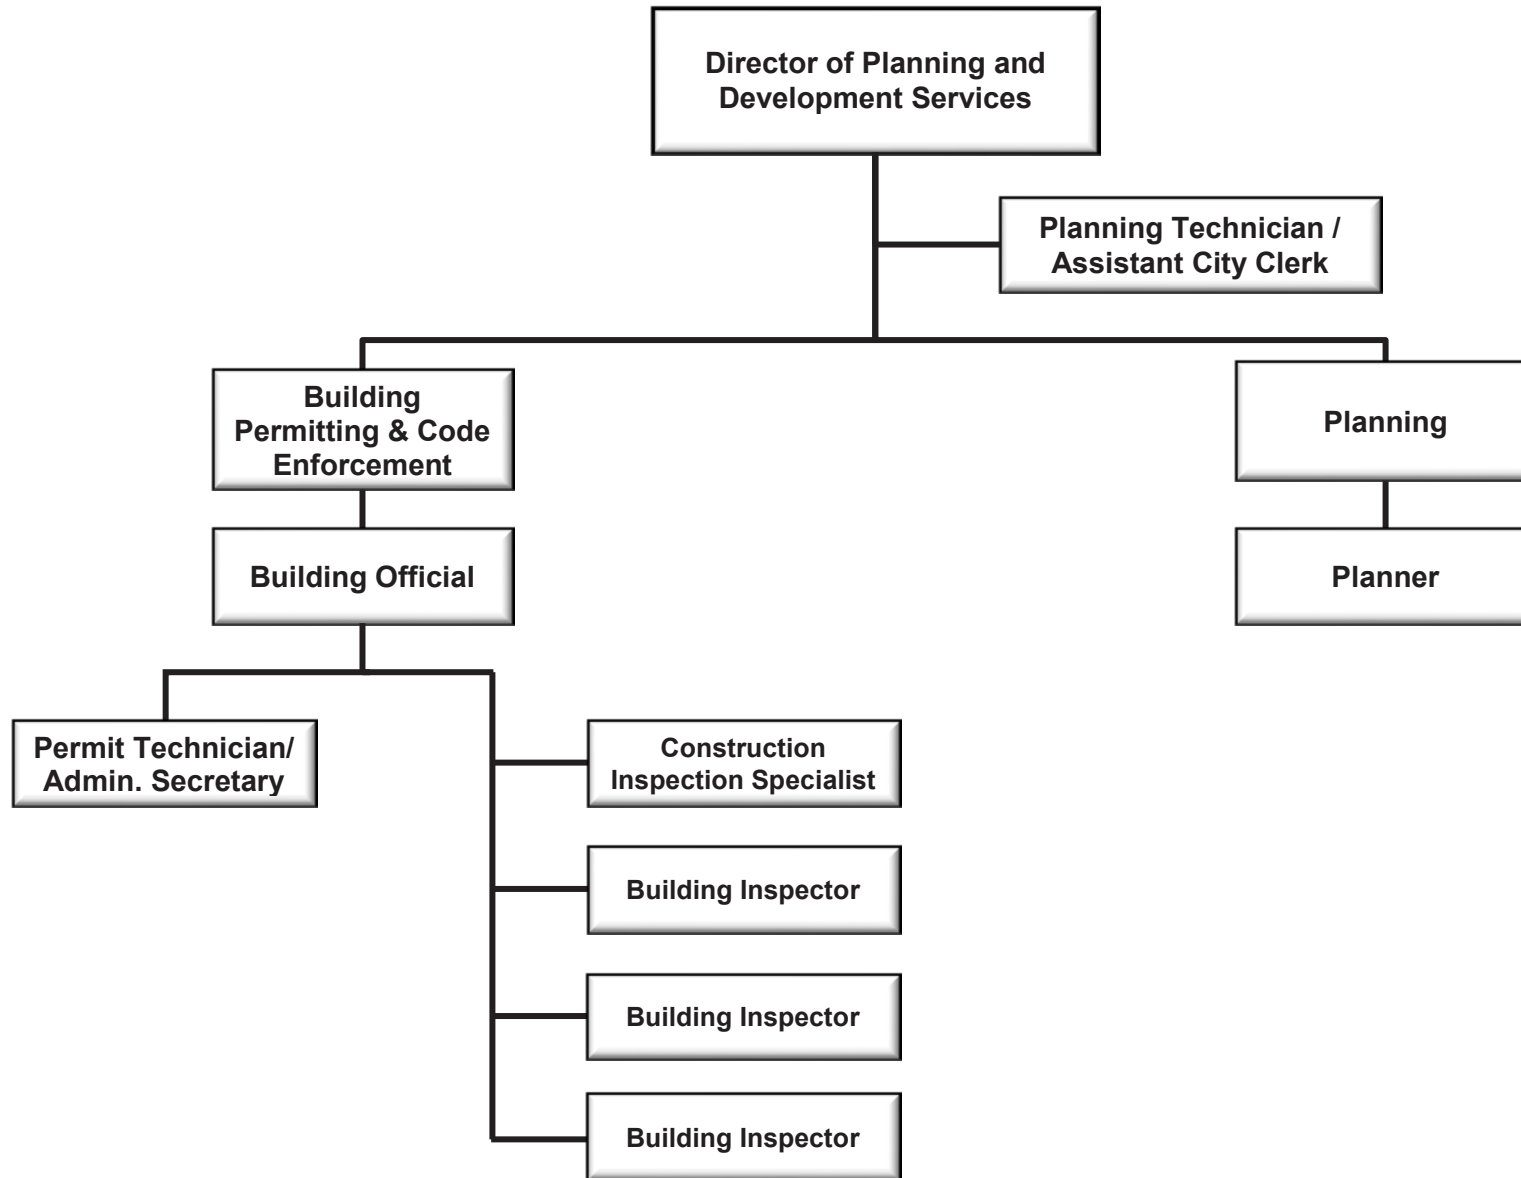 Director of Planning and
Development Services
Planning Technician /
Assistant City Clerk
Building
Permitting & Code
Enforcement
Planning
Building Official
Planner
Permit Technician/
Admin. Secretary
Construction
Inspection Specialist
Building Inspector
Building Inspector
Building Inspector